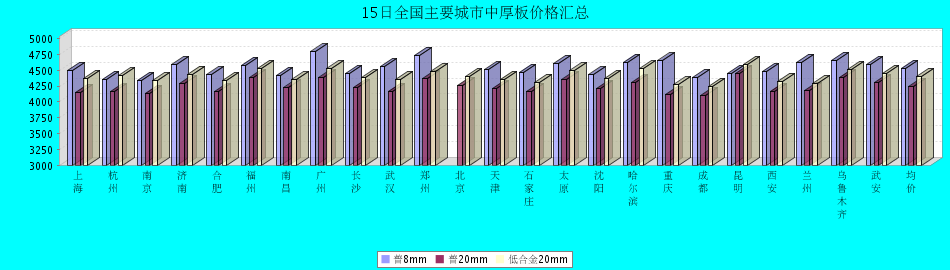 15日全国主要城市中厚板价格汇总
5000
4750
4500
4250
4000
3750
3500
3250
3000
上海
杭州
南京
济南
合肥
福州
南昌
广州
长沙
武汉
郑州
北京
天津
石家庄
太原
沈阳
哈尔滨
重庆
成都
昆明
西安
兰州
乌鲁木齐
武安
均价
普8mm 普20mm 低合金20mm